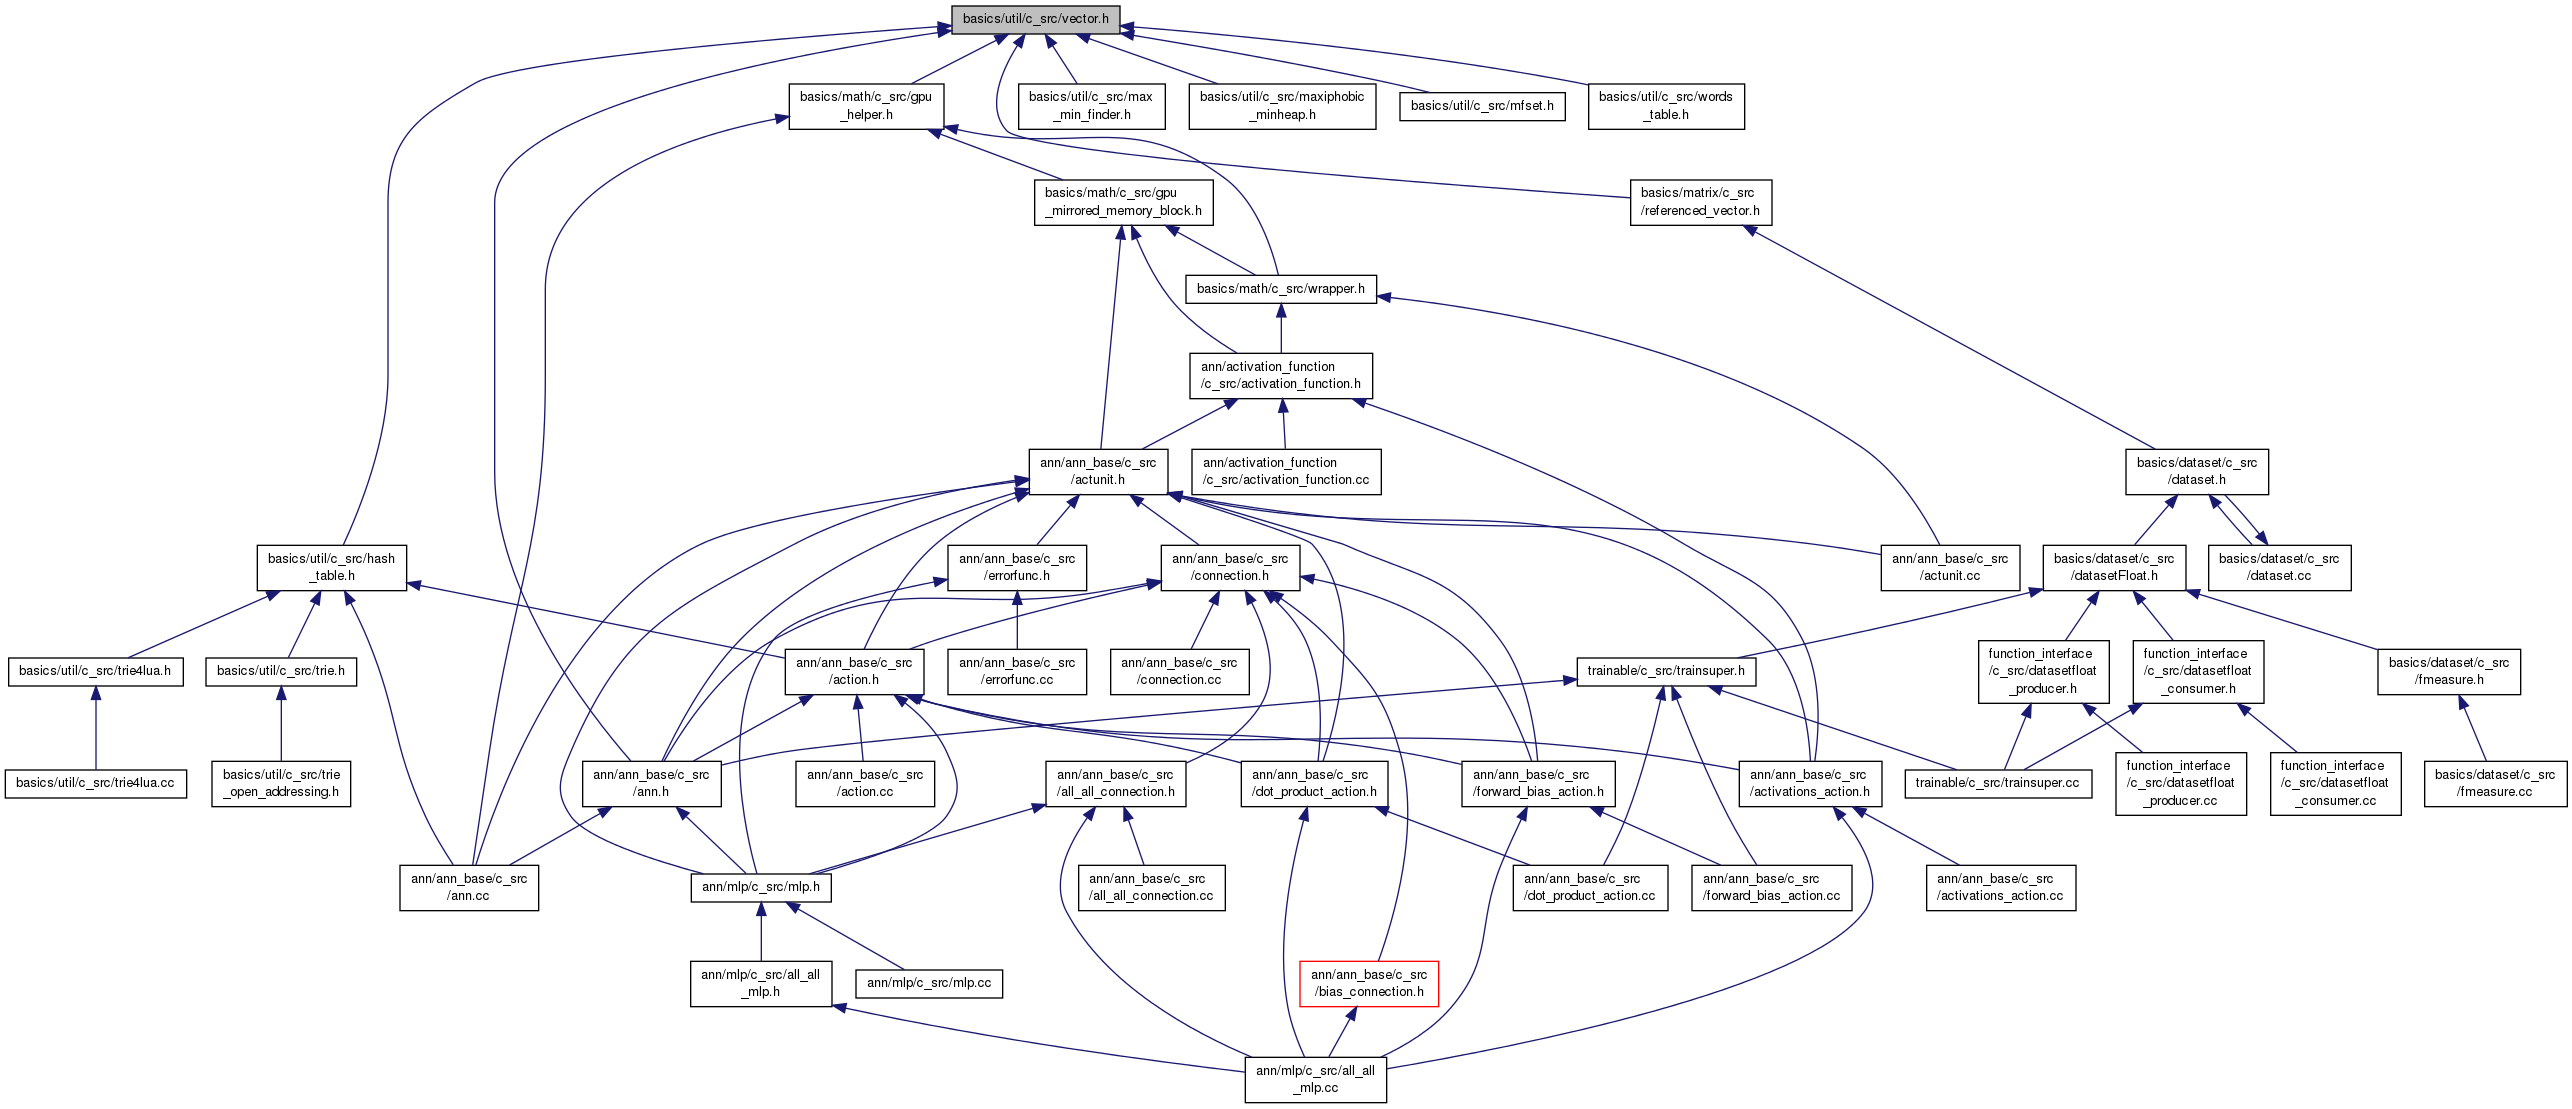 basics/util/c_src/vector.h
basics/math/c_src/gpu
_helper.h
basics/util/c_src/max
_min_finder.h
basics/util/c_src/maxiphobic
_minheap.h
basics/util/c_src/mfset.h
basics/util/c_src/words
_table.h
basics/math/c_src/gpu
_mirrored_memory_block.h
basics/matrix/c_src
/referenced_vector.h
basics/math/c_src/wrapper.h
ann/activation_function
/c_src/activation_function.h
ann/ann_base/c_src
/actunit.h
ann/activation_function
/c_src/activation_function.cc
basics/dataset/c_src
/dataset.h
basics/util/c_src/hash
_table.h
ann/ann_base/c_src
/errorfunc.h
ann/ann_base/c_src
/connection.h
ann/ann_base/c_src
/actunit.cc
basics/dataset/c_src
/datasetFloat.h
basics/dataset/c_src
/dataset.cc
basics/util/c_src/trie4lua.h
basics/util/c_src/trie.h
ann/ann_base/c_src
/action.h
ann/ann_base/c_src
/errorfunc.cc
ann/ann_base/c_src
/connection.cc
trainable/c_src/trainsuper.h
function_interface
/c_src/datasetfloat
_producer.h
function_interface
/c_src/datasetfloat
_consumer.h
basics/dataset/c_src
/fmeasure.h
basics/util/c_src/trie4lua.cc
basics/util/c_src/trie
_open_addressing.h
ann/ann_base/c_src
/ann.h
ann/ann_base/c_src
/action.cc
ann/ann_base/c_src
/all_all_connection.h
ann/ann_base/c_src
/dot_product_action.h
ann/ann_base/c_src
/forward_bias_action.h
ann/ann_base/c_src
/activations_action.h
trainable/c_src/trainsuper.cc
function_interface
/c_src/datasetfloat
_producer.cc
function_interface
/c_src/datasetfloat
_consumer.cc
basics/dataset/c_src
/fmeasure.cc
ann/ann_base/c_src
/ann.cc
ann/mlp/c_src/mlp.h
ann/ann_base/c_src
/all_all_connection.cc
ann/ann_base/c_src
/dot_product_action.cc
ann/ann_base/c_src
/forward_bias_action.cc
ann/ann_base/c_src
/activations_action.cc
ann/mlp/c_src/all_all
_mlp.h
ann/mlp/c_src/mlp.cc
ann/ann_base/c_src
/bias_connection.h
ann/mlp/c_src/all_all
_mlp.cc